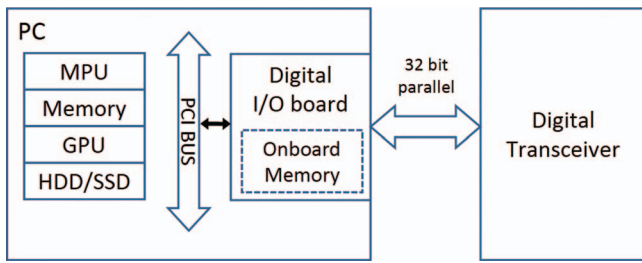 PC
MPU
Memory
GPU
HDD/SSD
PCI BUS
Digital
I/O board
Onboard
Memory
32 bit
parallel
Digital
Transceiver